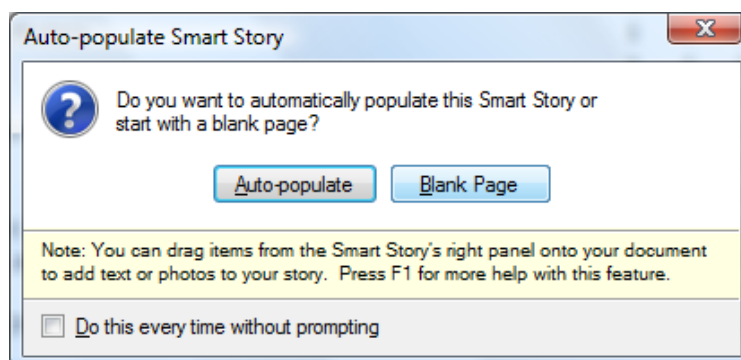 Auto-populate Smart Story
Do you want to automatically populate this Smart Story or
start with a blank page?
Auto-populate Blank Page
Note: You can drag items from the Smart Story's right panel onto your document
to add text or photos to your story. Press F1 for more help with this feature.
Do this every time without prompting